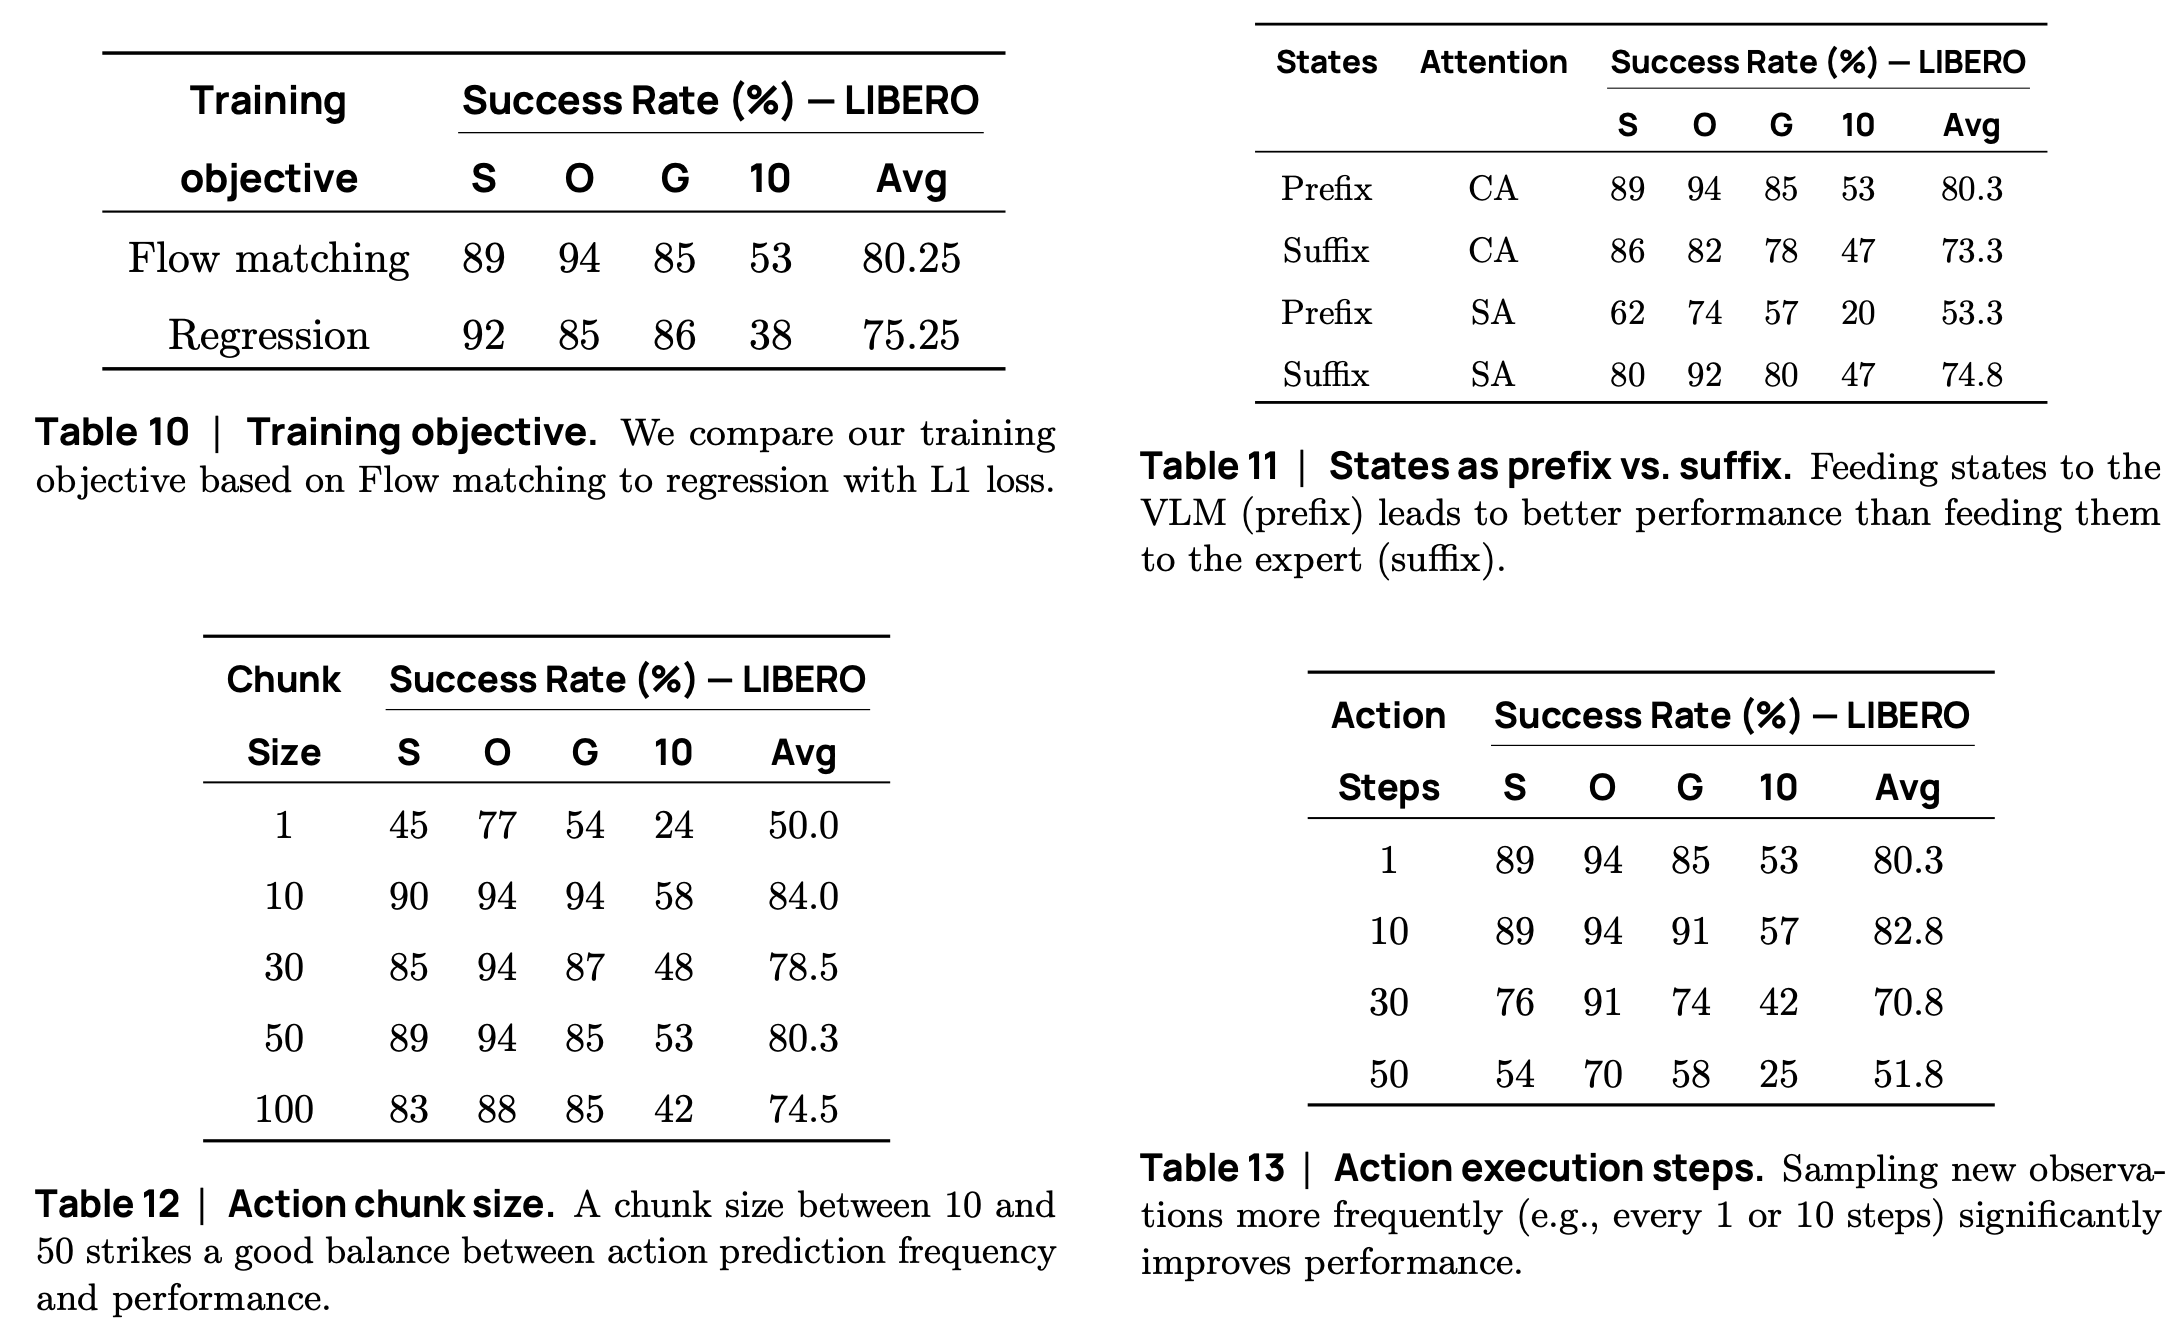 Training Success Rate (%) – LIBERO
objective S O G 10 Avg
Flow matching 89 94 85 53 80.25
Regression 92 85 86 38 75.25
Table 10 | Training objective. We compare our training
objective based on Flow matching to regression with L1 loss.
States Attention Success Rate (%) – LIBERO
S O G 10 Avg
Prefix CA 89 94 85 53 80.3
Suffix CA 86 82 78 47 73.3
Prefix SA 62 74 57 20 53.3
Suffix SA 80 92 80 47 74.8
Table 11 | States as prefix vs. suffix. Feeding states to the
VLM (prefix) leads to better performance than feeding them
to the expert (suffix).
Chunk Success Rate (%) – LIBERO
Size S O G 10 Avg
1 45 77 54 24 50.0
10 90 94 94 58 84.0
30 85 94 87 48 78.5
50 89 94 85 53 80.3
100 83 88 85 42 74.5
Table 12 | Action chunk size. A chunk size between 10 and
50 strikes a good balance between action prediction frequency
and performance.
Action Success Rate (%) – LIBERO
Steps S O G 10 Avg
1 89 94 85 53 80.3
10 89 94 91 57 82.8
30 76 91 74 42 70.8
50 54 70 58 25 51.8
Table 13 | Action execution steps. Sampling new observa-
tions more frequently (e.g., every 1 or 10 steps) significantly
improves performance.